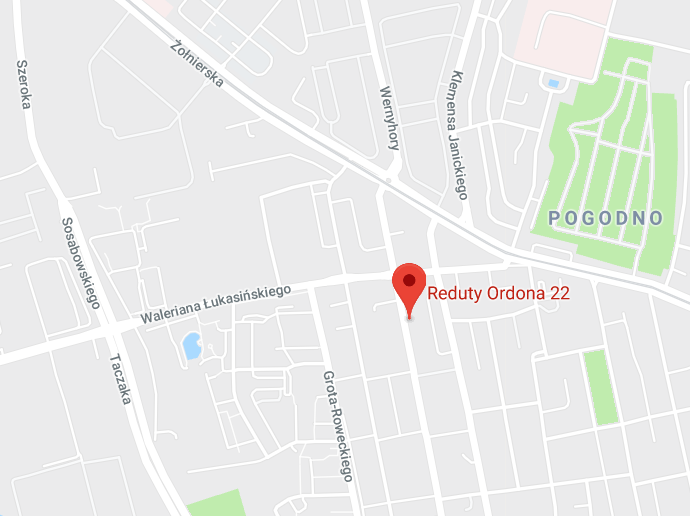 Żołnierska
Szeroka
Wernyhory
Klemensa Janickiego
POGODNO
Sosabowskiego
Waleriana Łukasińskiego
Reduty Ordona 22
Taczaka
Grota-Roweckiego